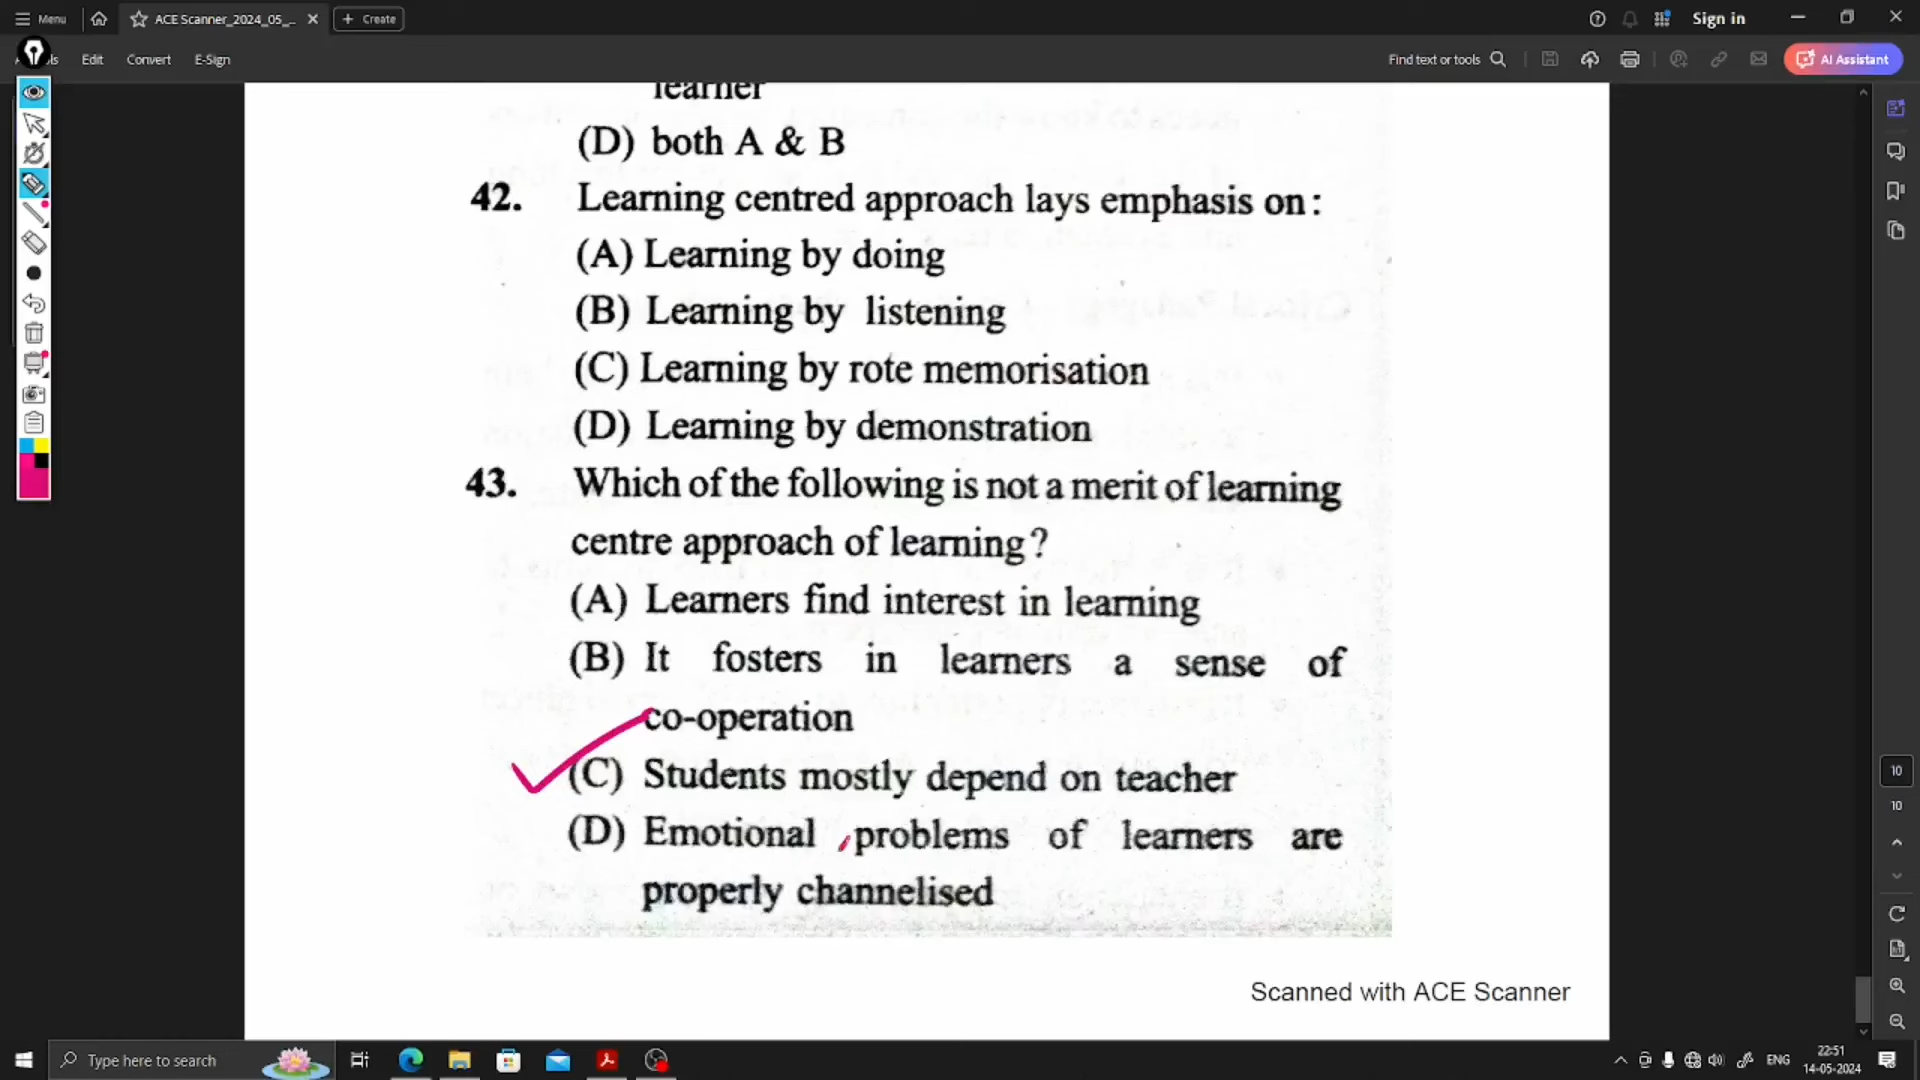 Menu
ACE Scanner_2024_05_...
Create
Sign in
Edit
Convert
E-Sign
Find text or tools
AI Assistant
learner
(D) both A & B
42. Learning centred approach lays emphasis on:
(A) Learning by doing
(B) Learning by listening
(C) Learning by rote memorisation
(D) Learning by demonstration
43. Which of the following is not a merit of learning
centre approach of learning?
(A) Learners find interest in learning
(B) It fosters in learners a sense of
co-operation
(C) Students mostly depend on teacher
(D) Emotional problems of learners are
properly channelised
Scanned with ACE Scanner
10
10
Type here to search
ENG
22:51
14-05-2024